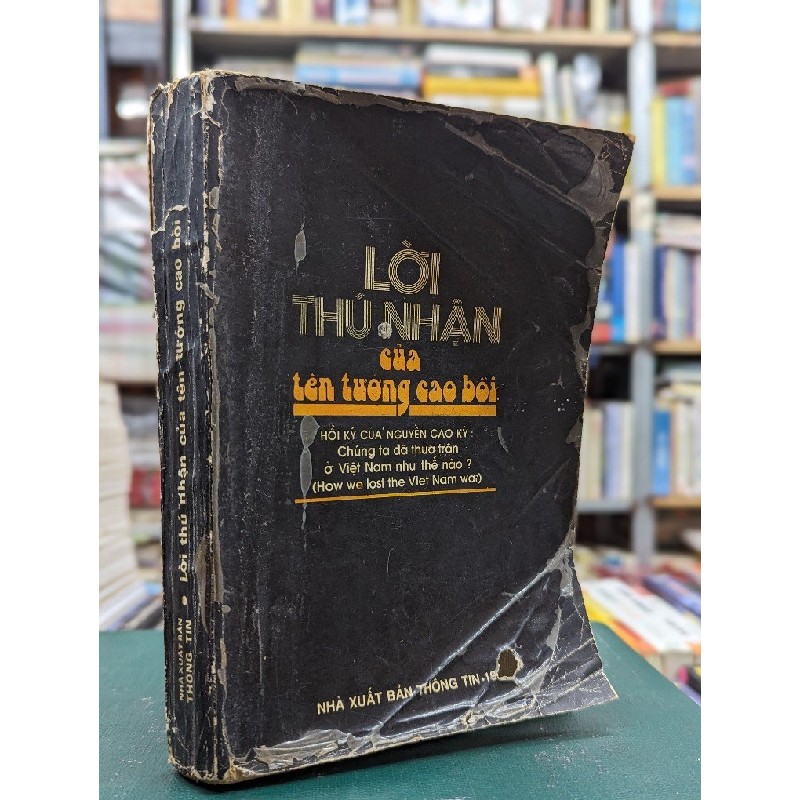 LỜI
THÚ NHẬN
của
tên tướng cao bồi
HỒI KÝ CỦA NGUYỄN CAO KỲ:
Chúng ta đã thua trận
ở Việt Nam như thế nào?
(How we lost the Viet Nam war)
NHÀ XUẤT BẢN THÔNG TIN-19
NHÀ XUẤT BẢN
THÔNG TIN • Lời thú nhận của tên tướng cao bồi